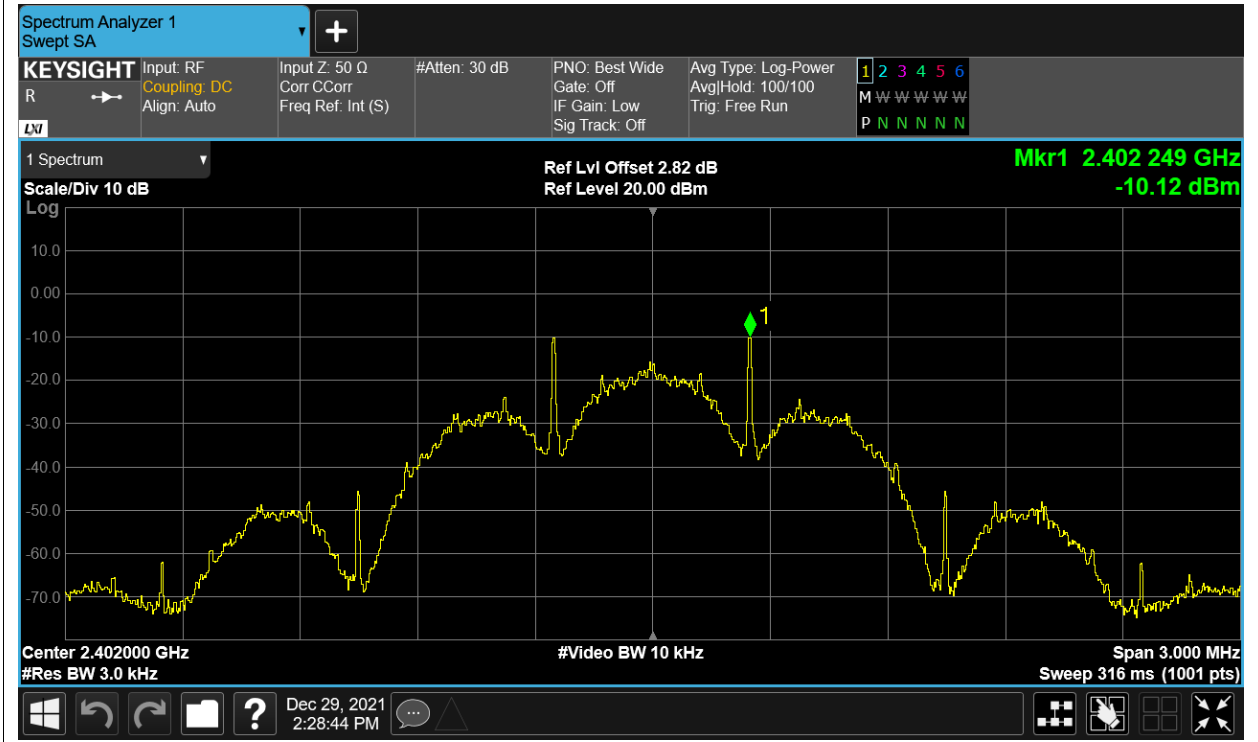 Spectrum Analyzer 1
Swept SA
+
KEYSIGHT
R
LXI
Input: RF
Coupling: DC
Align: Auto
Input Z: 50 Ω
Corr CCorr
Freq Ref: Int (S)
#Atten: 30 dB
PNO: Best Wide
Gate: Off
IF Gain: Low
Sig Track: Off
Avg Type: Log-Power
Avg|Hold: 100/100
Trig: Free Run
1 2 3 4 5 6
M W W W W W W
P N N N N N N
1 Spectrum
Scale/Div 10 dB
Log
Ref Lvl Offset 2.82 dB
Ref Level 20.00 dBm
Mkr1 2.402 249 GHz
-10.12 dBm
10.0
0.00
-10.0
-20.0
-30.0
-40.0
-50.0
-60.0
-70.0
1
Center 2.402000 GHz
#Res BW 3.0 kHz
#Video BW 10 kHz
Span 3.000 MHz
Sweep 316 ms (1001 pts)
?
Dec 29, 2021
2:28:44 PM